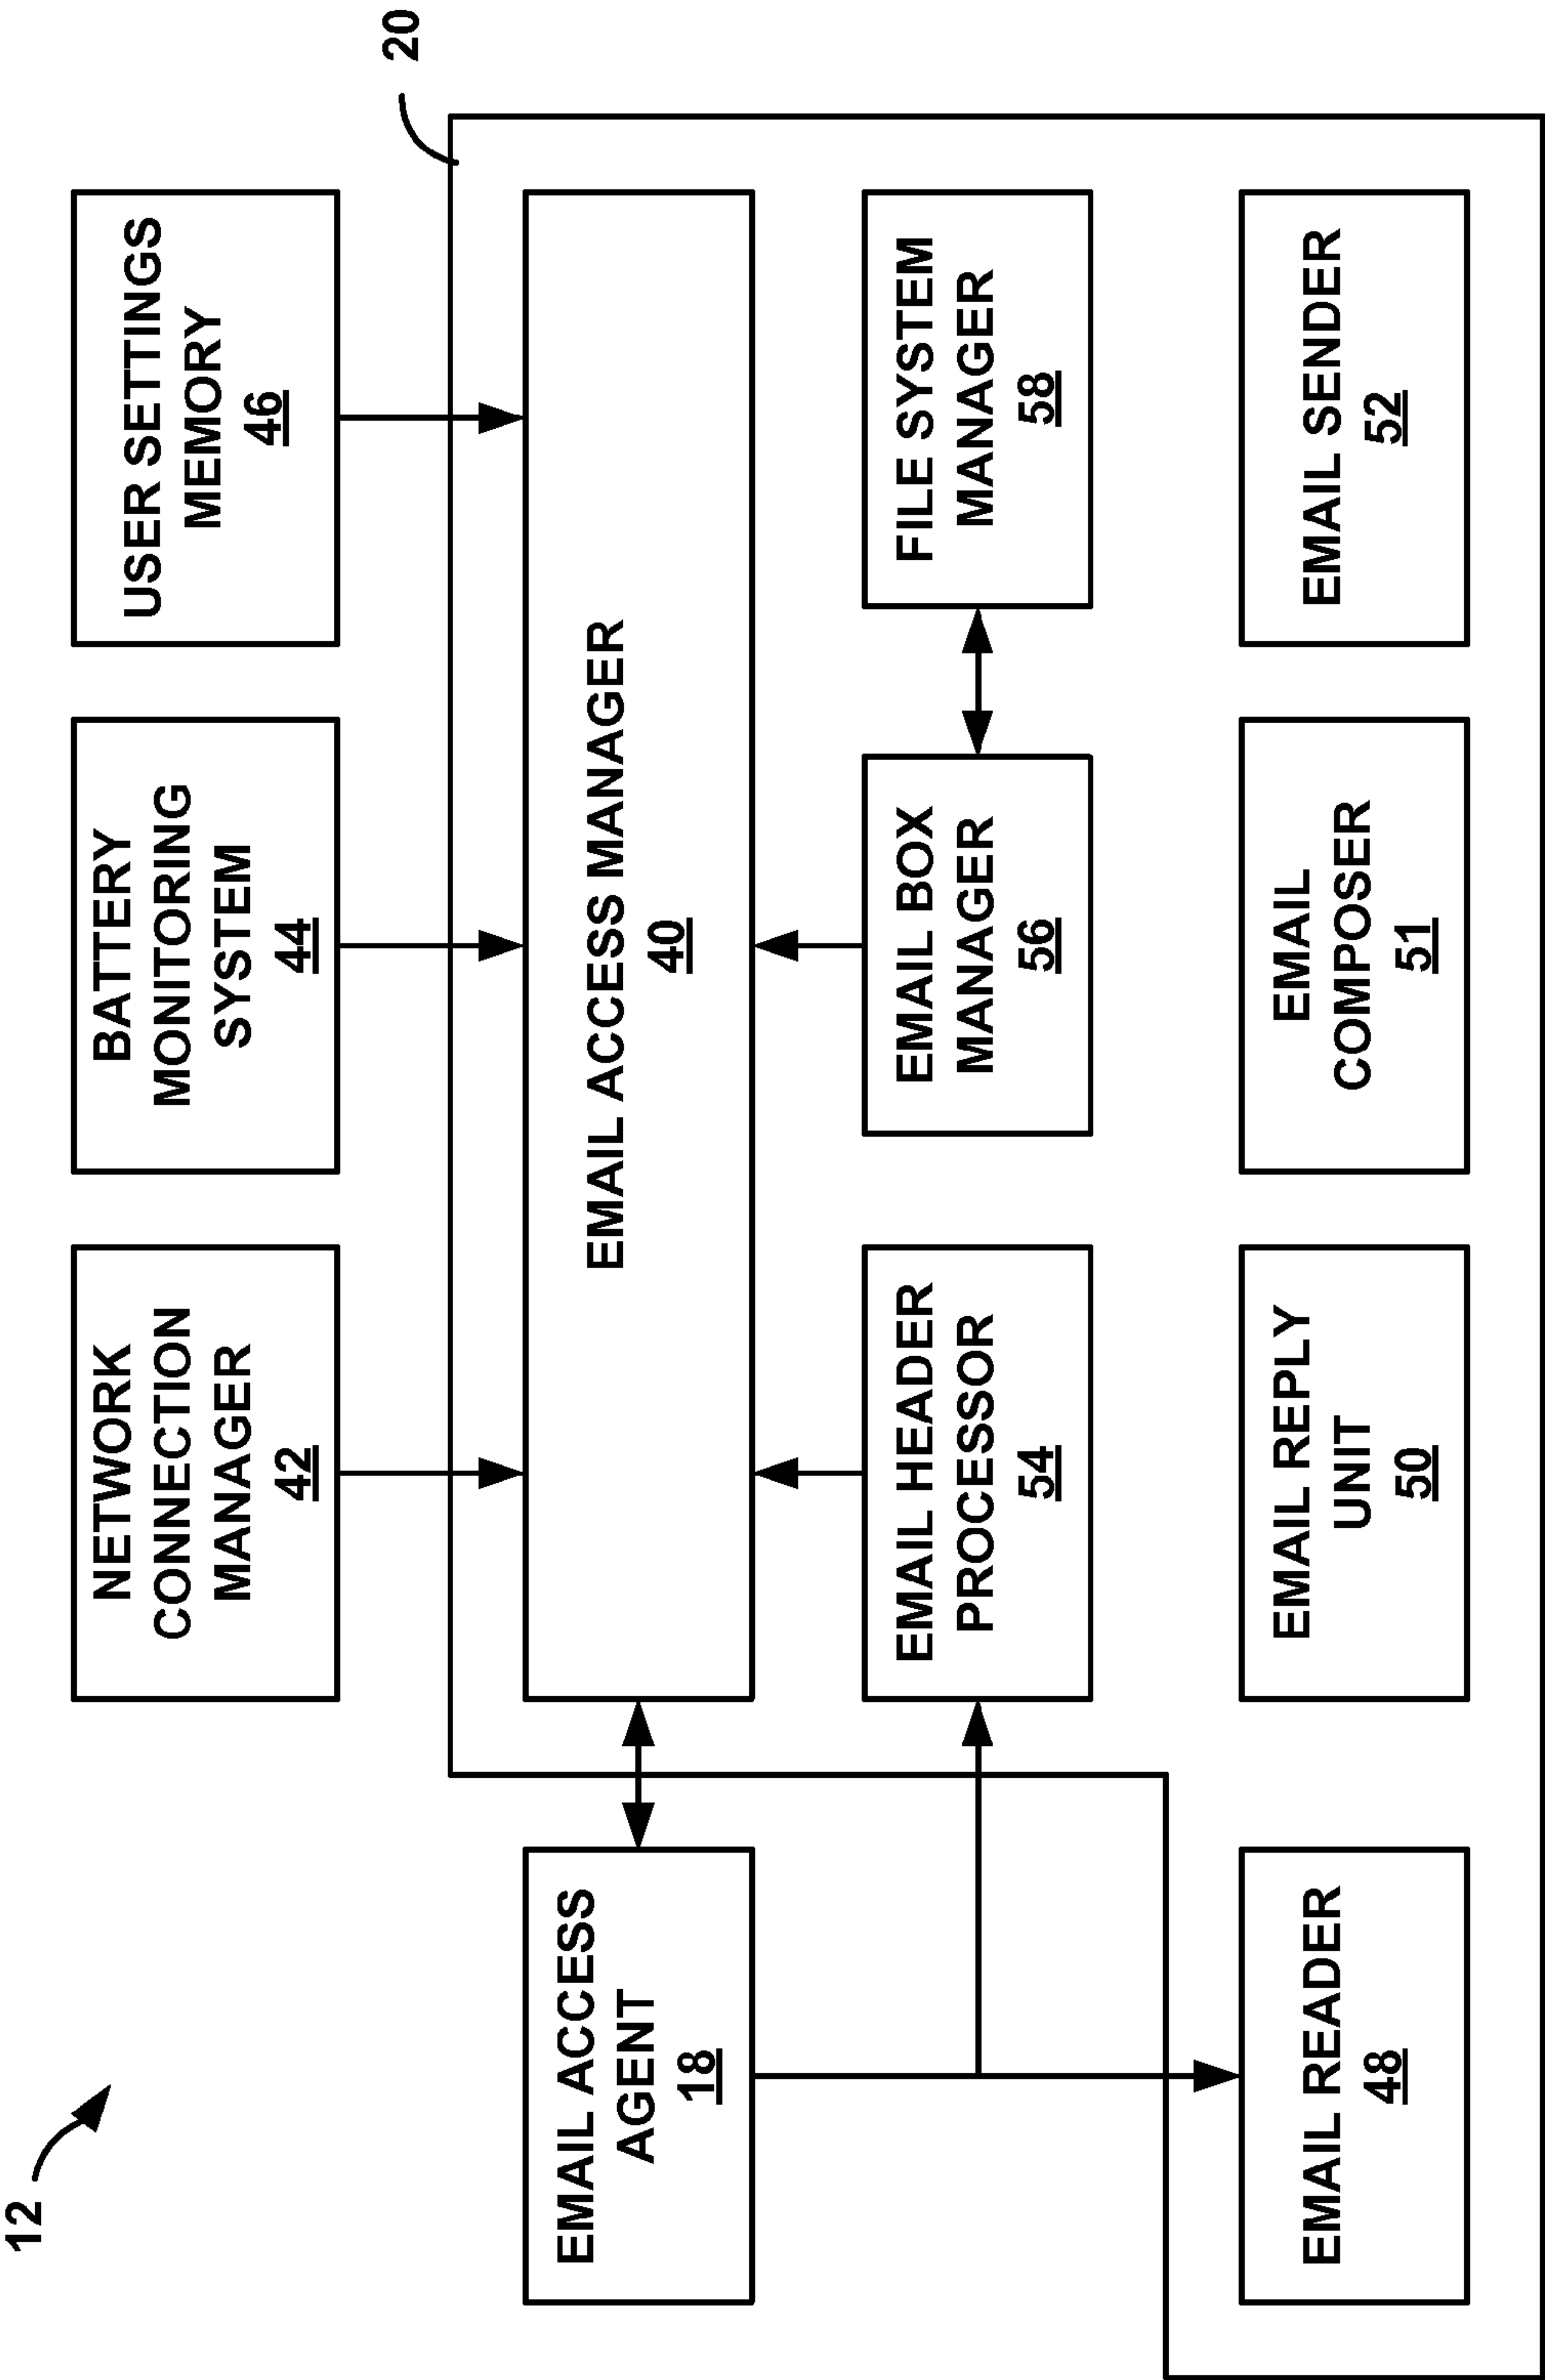 12
NETWORK
CONNECTION
MANAGER
42
BATTERY
MONITORING
SYSTEM
44
USER SETTINGS
MEMORY
46
20
EMAIL ACCESS
AGENT
18
EMAIL ACCESS MANAGER
40
EMAIL HEADER
PROCESSOR
54
EMAIL BOX
MANAGER
56
FILE SYSTEM
MANAGER
58
EMAIL READER
48
EMAIL REPLY
UNIT
50
EMAIL
COMPOSER
51
EMAIL SENDER
52